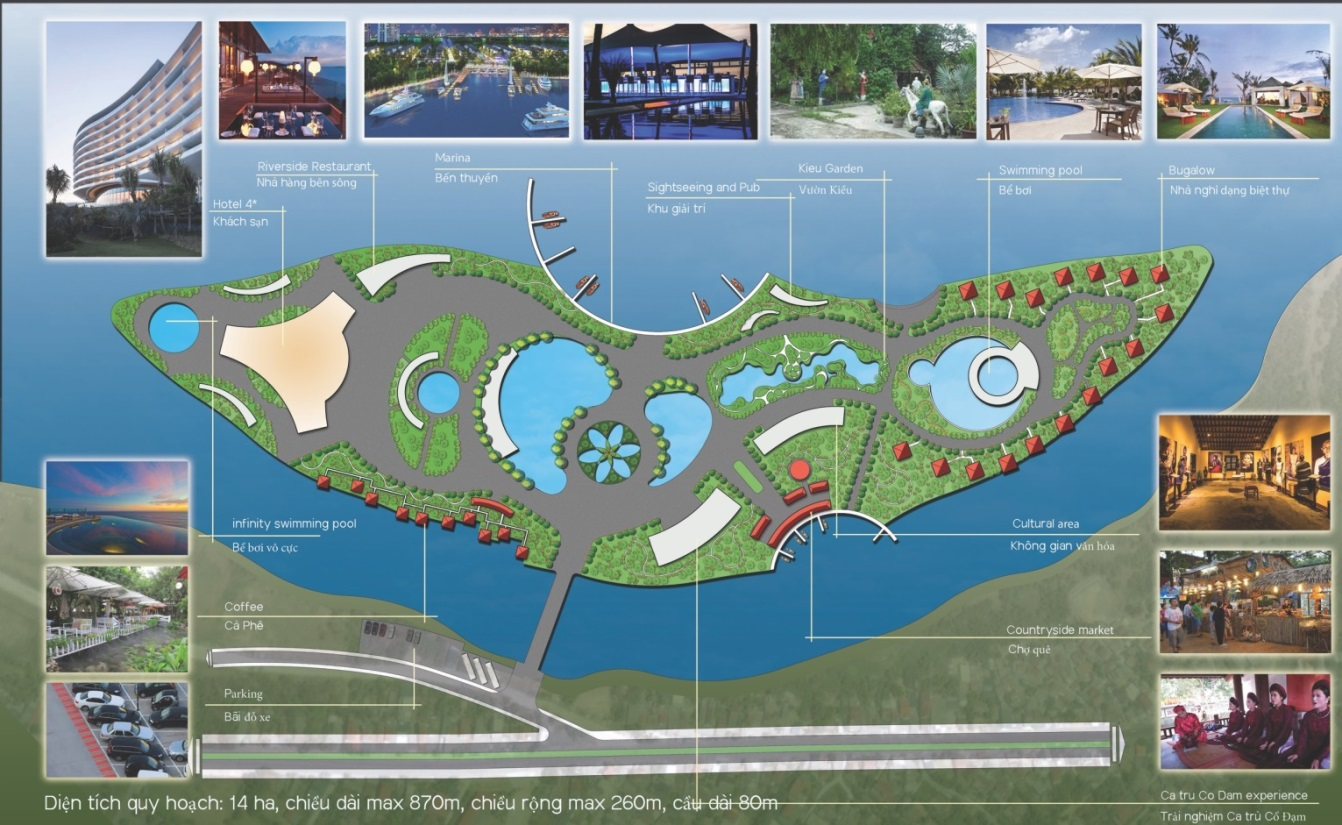 Riverside Restaurant
Nhà hàng bên sông
Hotel 4*
Khách sạn
Marina
Bến thuyền
Sightseeing and Pub
Khu giải trí
Kieu Garden
Vườn Kiều
Swimming pool
Bể bơi
Bugalow
Nhà nghỉ dạng biệt thự
infinity swimming pool
Bể bơi vô cực
Coffee
Cà Phê
Parking
Bãi đỗ xe
Cultural area
Không gian văn hóa
Countryside market
Chợ quê
Diện tích quy hoạch: 14 ha, chiều dài max 870m, chiều rộng max 260m, cầu dài 80m
Ca tru Co Dam experience
Trải nghiệm Ca trù Cổ Đạm